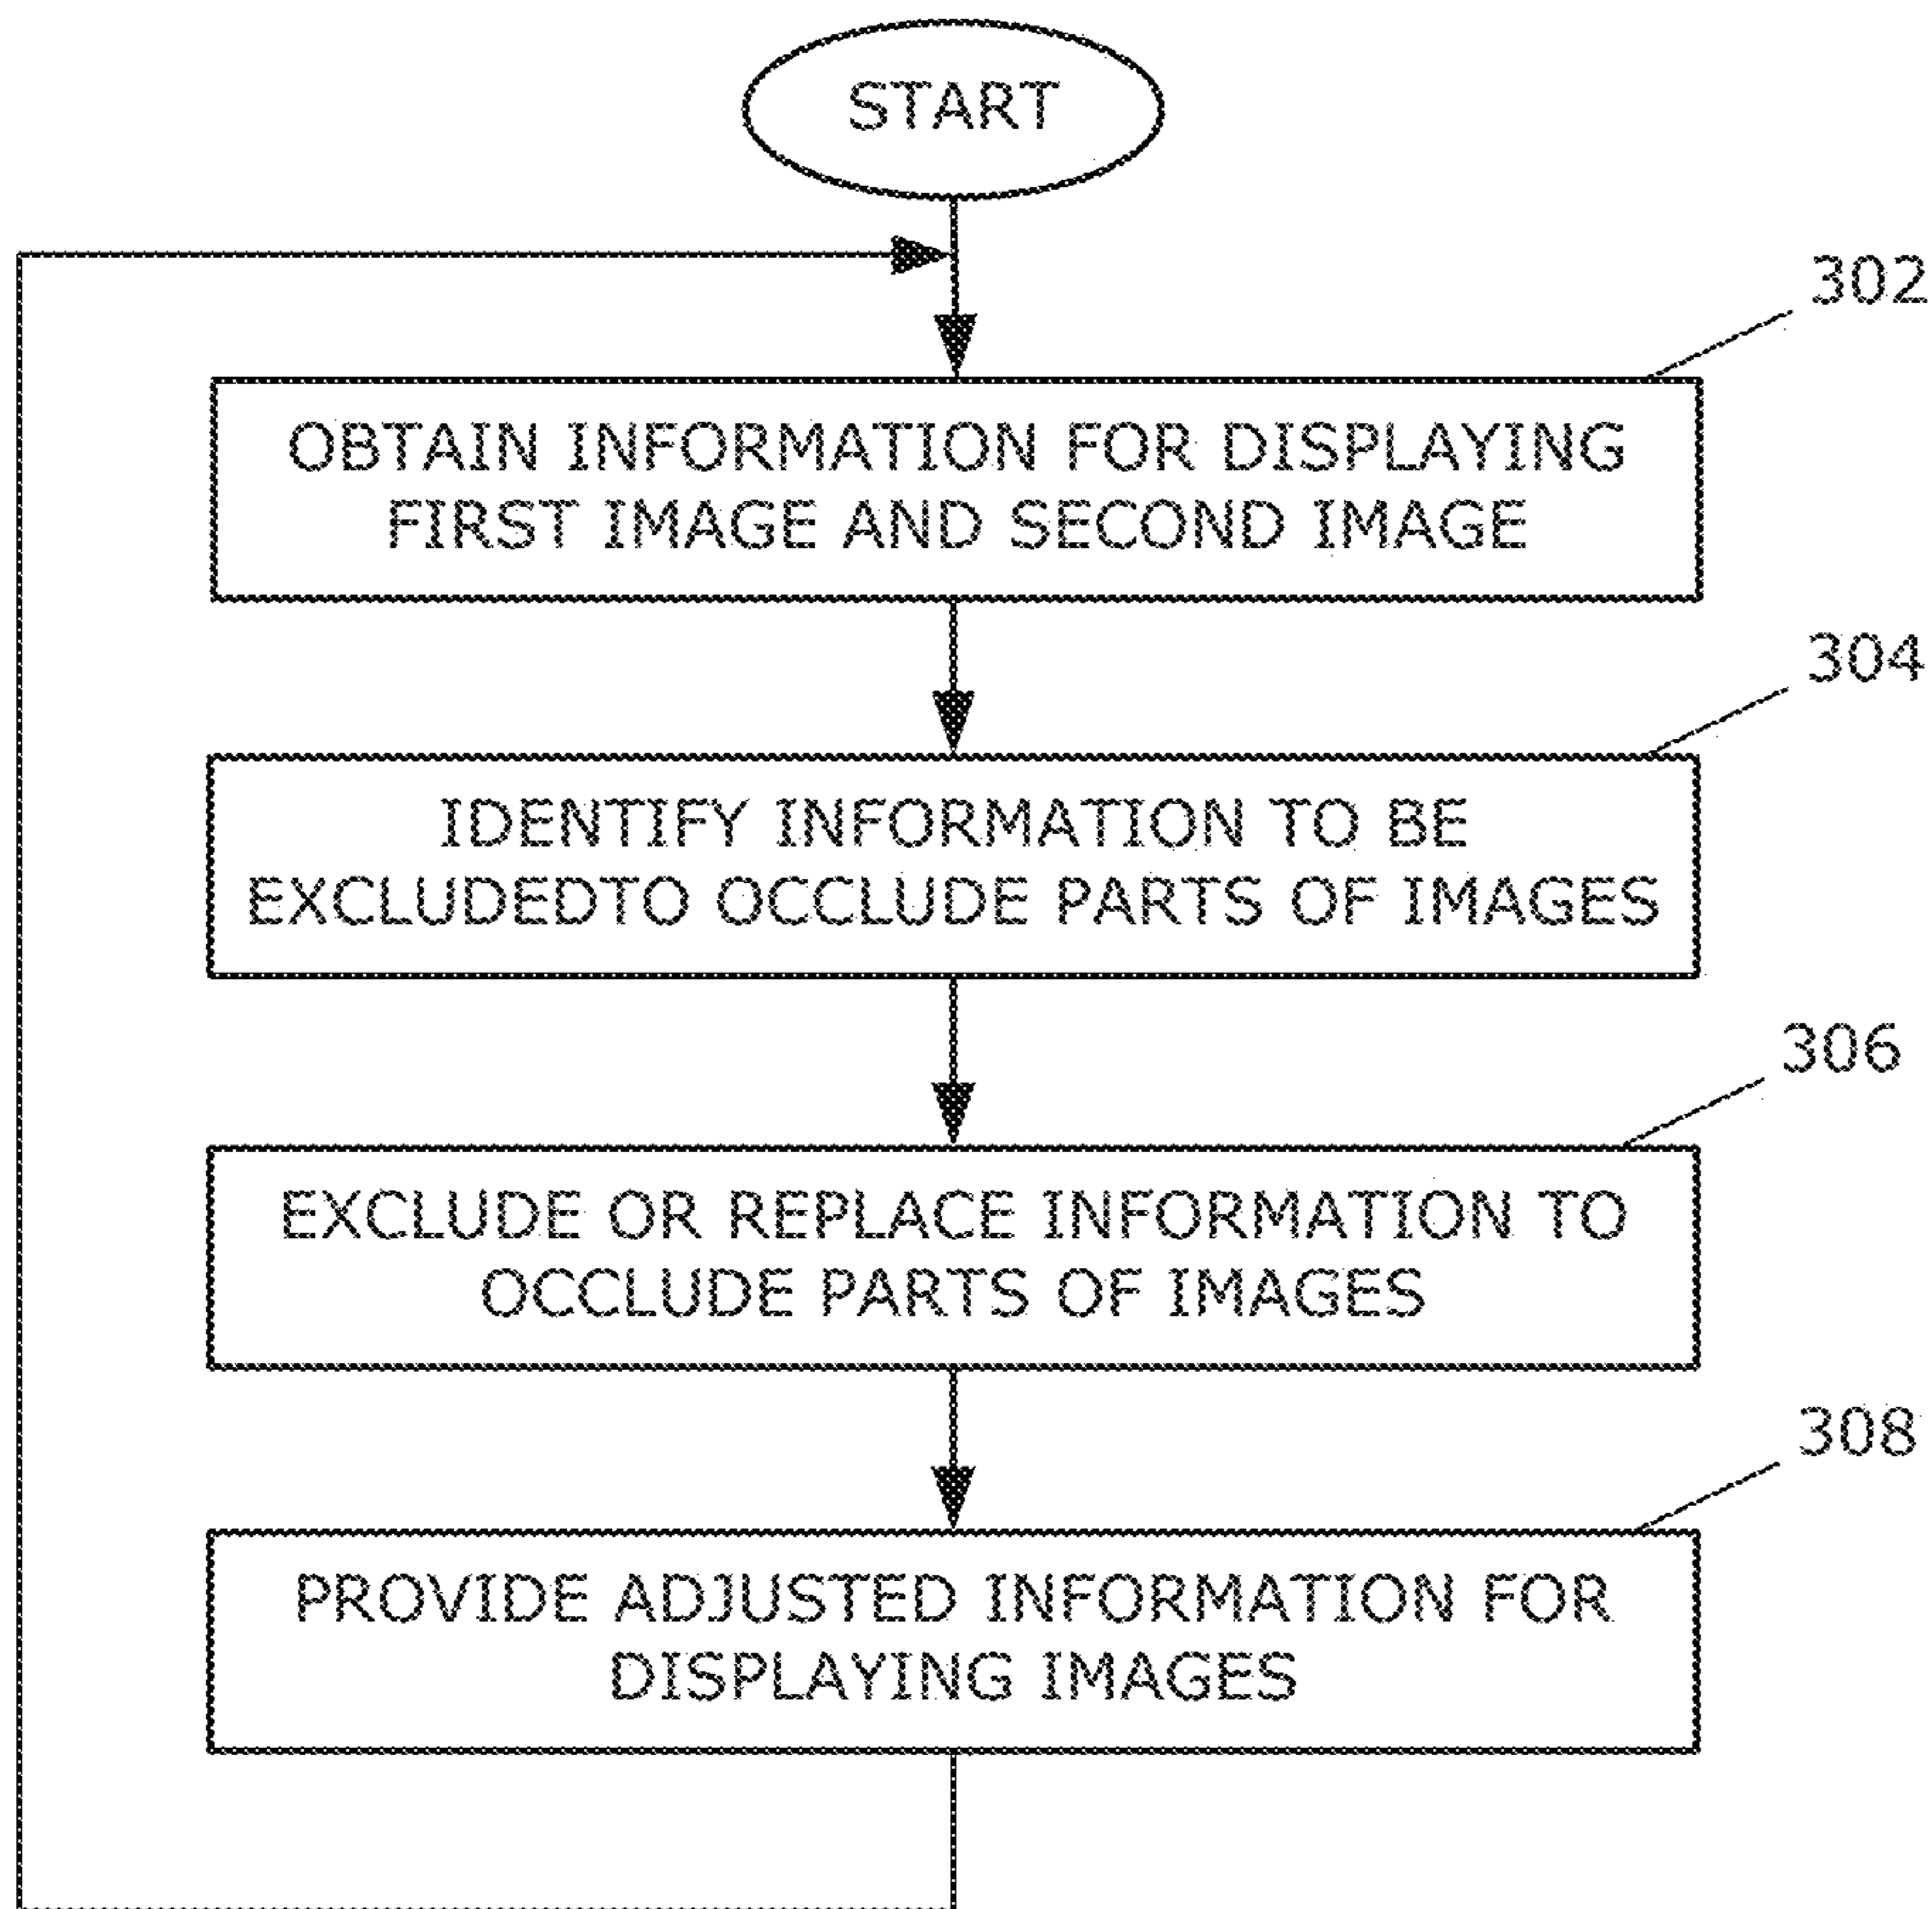 START
302
OBTAIN INFORMATION FOR DISPLAYING
FIRST IMAGE AND SECOND IMAGE
304
IDENTIFY INFORMATION TO BE
EXCLUDEDTO OCCLUDE PARTS OF IMAGES
306
EXCLUDE OR REPLACE INFORMATION TO
OCCLUDE PARTS OF IMAGES
308
PROVIDE ADJUSTED INFORMATION FOR
DISPLAYING IMAGES